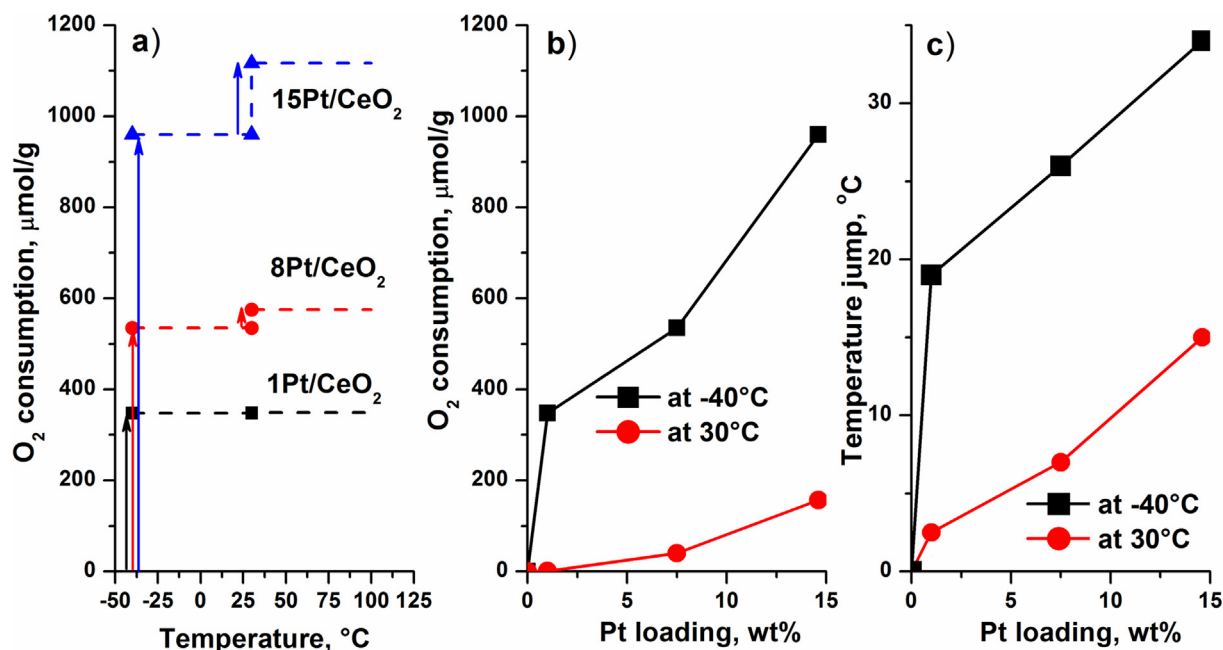 a)
O2 consumption, μmol/g
1200
1000
800
600
400
200
0
15Pt/CeO2
8Pt/CeO2
1Pt/CeO2
-50 -25 0 25 50 75 100 125
Temperature, °C
b)
O2 consumption, μmol/g
1200
1000
800
600
400
200
0
at -40°C
at 30°C
0 5 10 15
Pt loading, wt%
c)
Temperature jump, °C
30
20
10
0
at -40°C
at 30°C
0 5 10 15
Pt loading, wt%